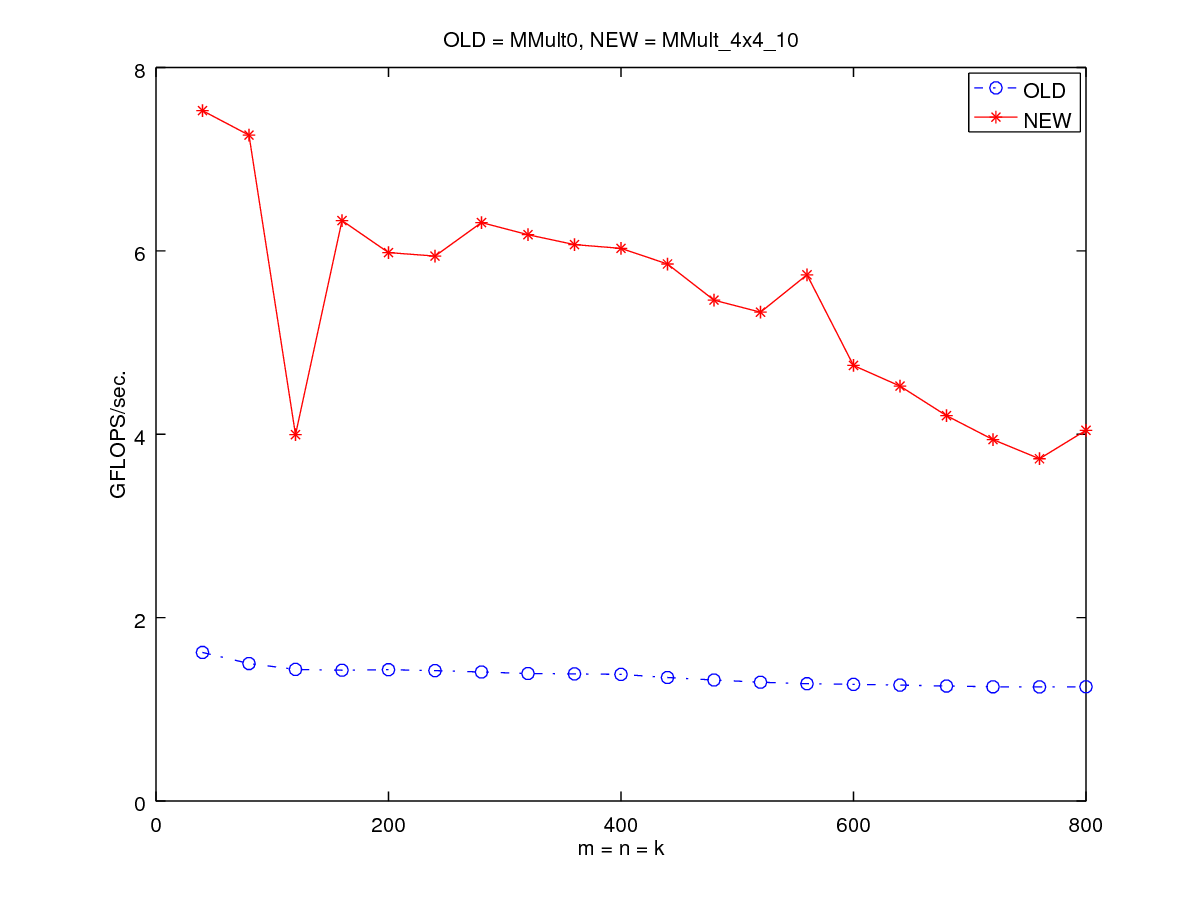 OLD = MMult0, NEW = MMult_4x4_10
OLD
NEW
GFLOPS/sec.
8
6
4
2
0
0 200 400 600 800
m = n = k